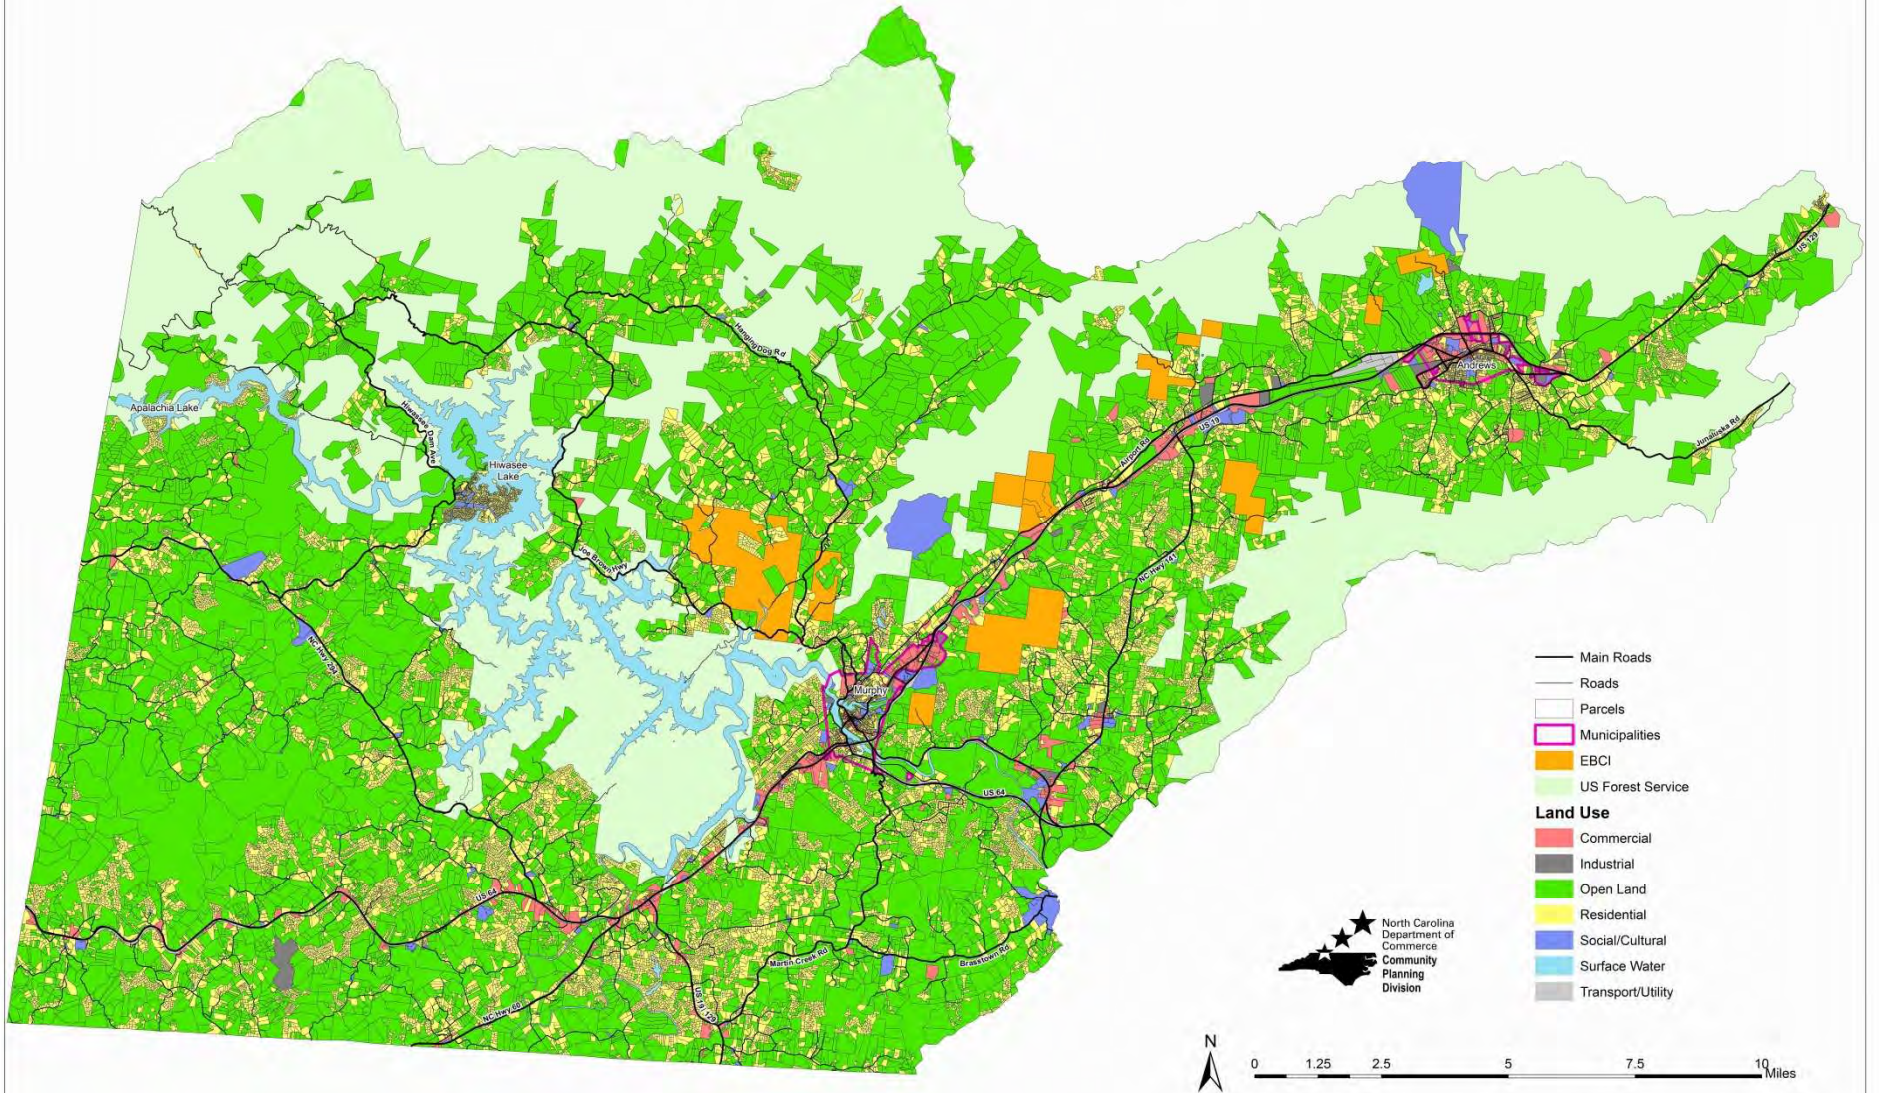 US 129
Hanging Dog Rd
Andrews
Apalachia Lake
Hiwasee Dam Ave
Junaluska Rd
US 19
Airport Rd
Hiwasee
Lake
Joe Brown Hwy
NC Hwy 141
NC Hwy 294
Murphy
US 64
US 64
Martin Creek Rd
Brasstown Rd
NC Hwy 60
US 19 / 129
Main Roads
Roads
Parcels
Municipalities
EBCI
US Forest Service
Land Use
Commercial
Industrial
Open Land
Residential
Social/Cultural
Surface Water
Transport/Utility
North Carolina
Department of
Commerce
Community
Planning
Division
N
0 1.25 2.5 5 7.5 10
Miles